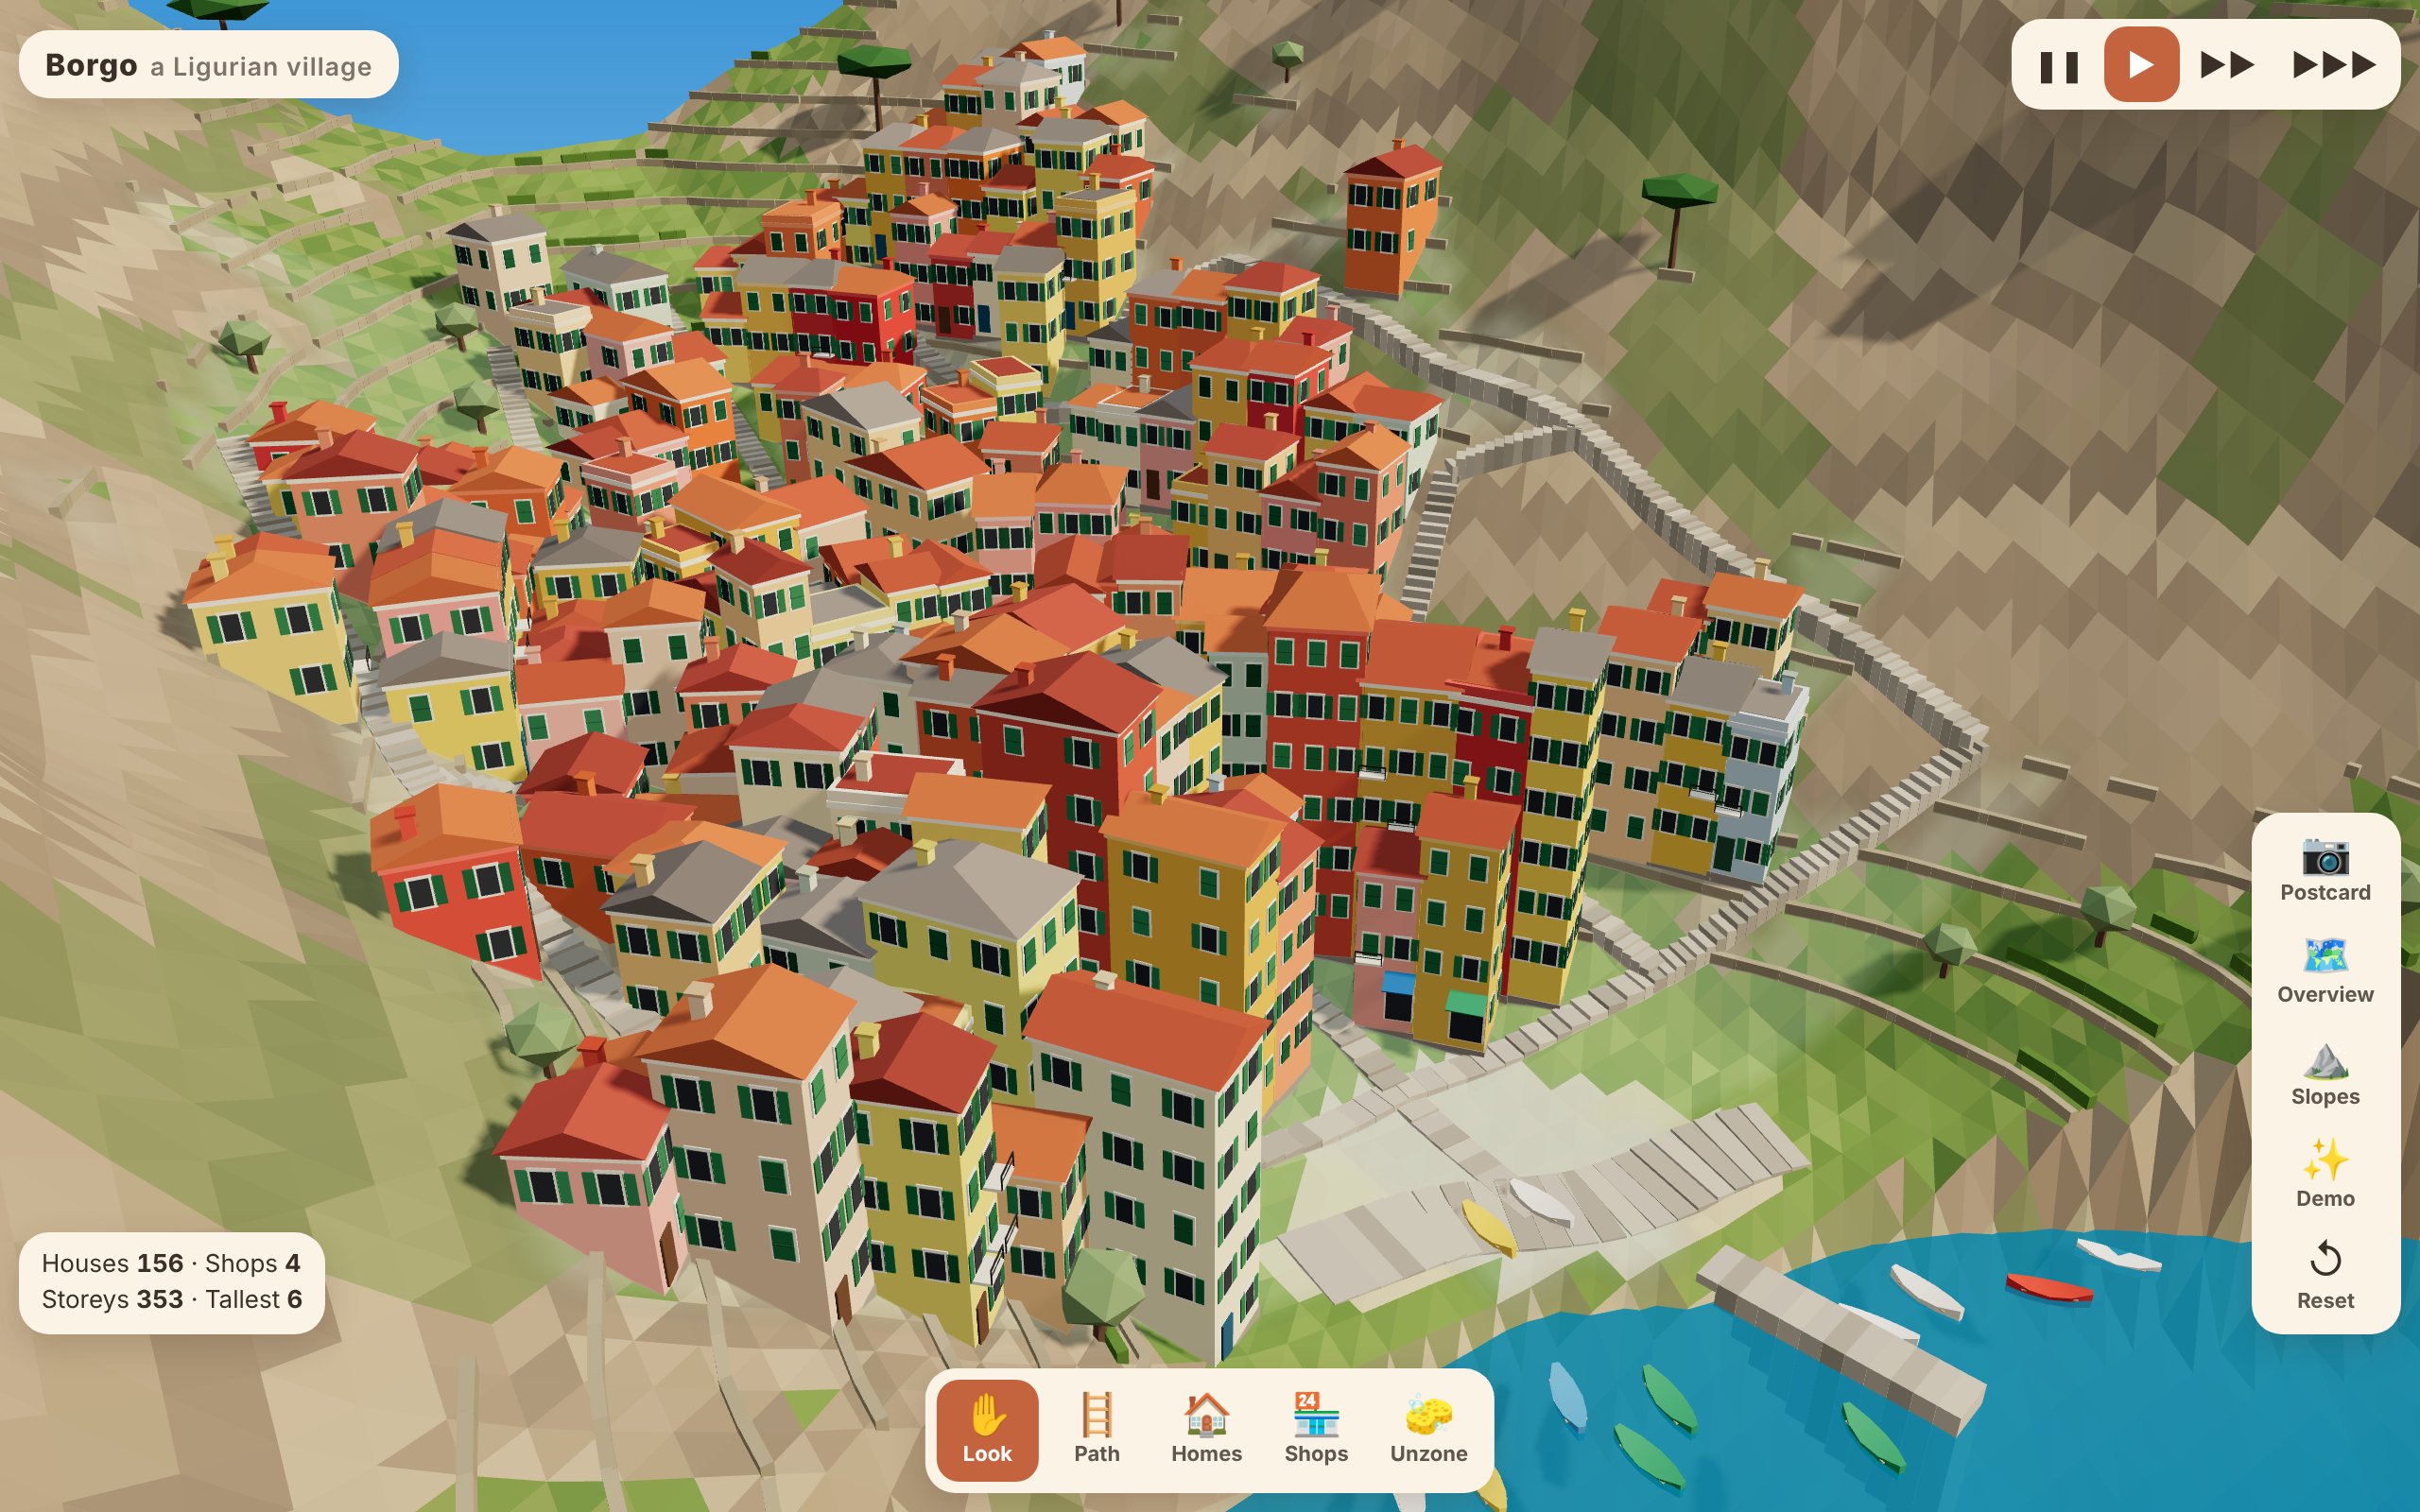 Borgo a Ligurian village
Postcard
Overview
Slopes
Demo
Reset
Houses 156 · Shops 4
Storeys 353 · Tallest 6
Look
Path
Homes
24
Shops
Unzone